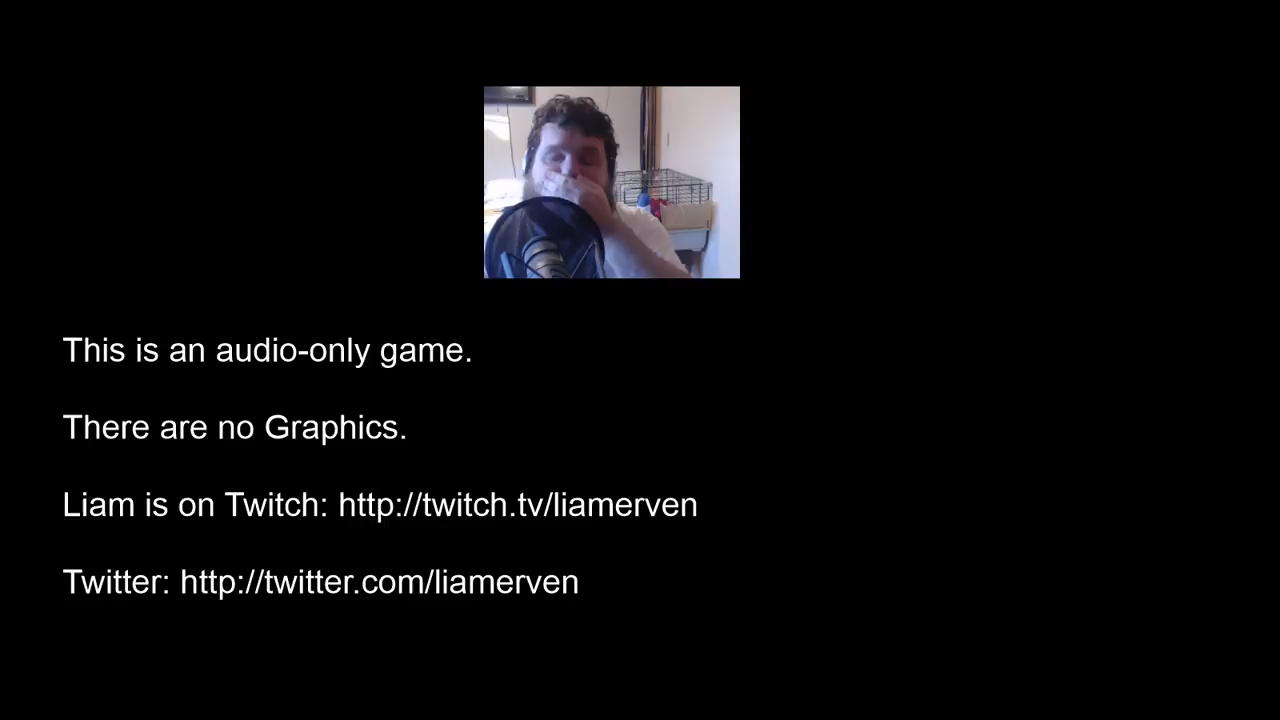 This is an audio-only game.
There are no Graphics.
Liam is on Twitch: http://twitch.tv/liamerven
Twitter: http://twitter.com/liamerven